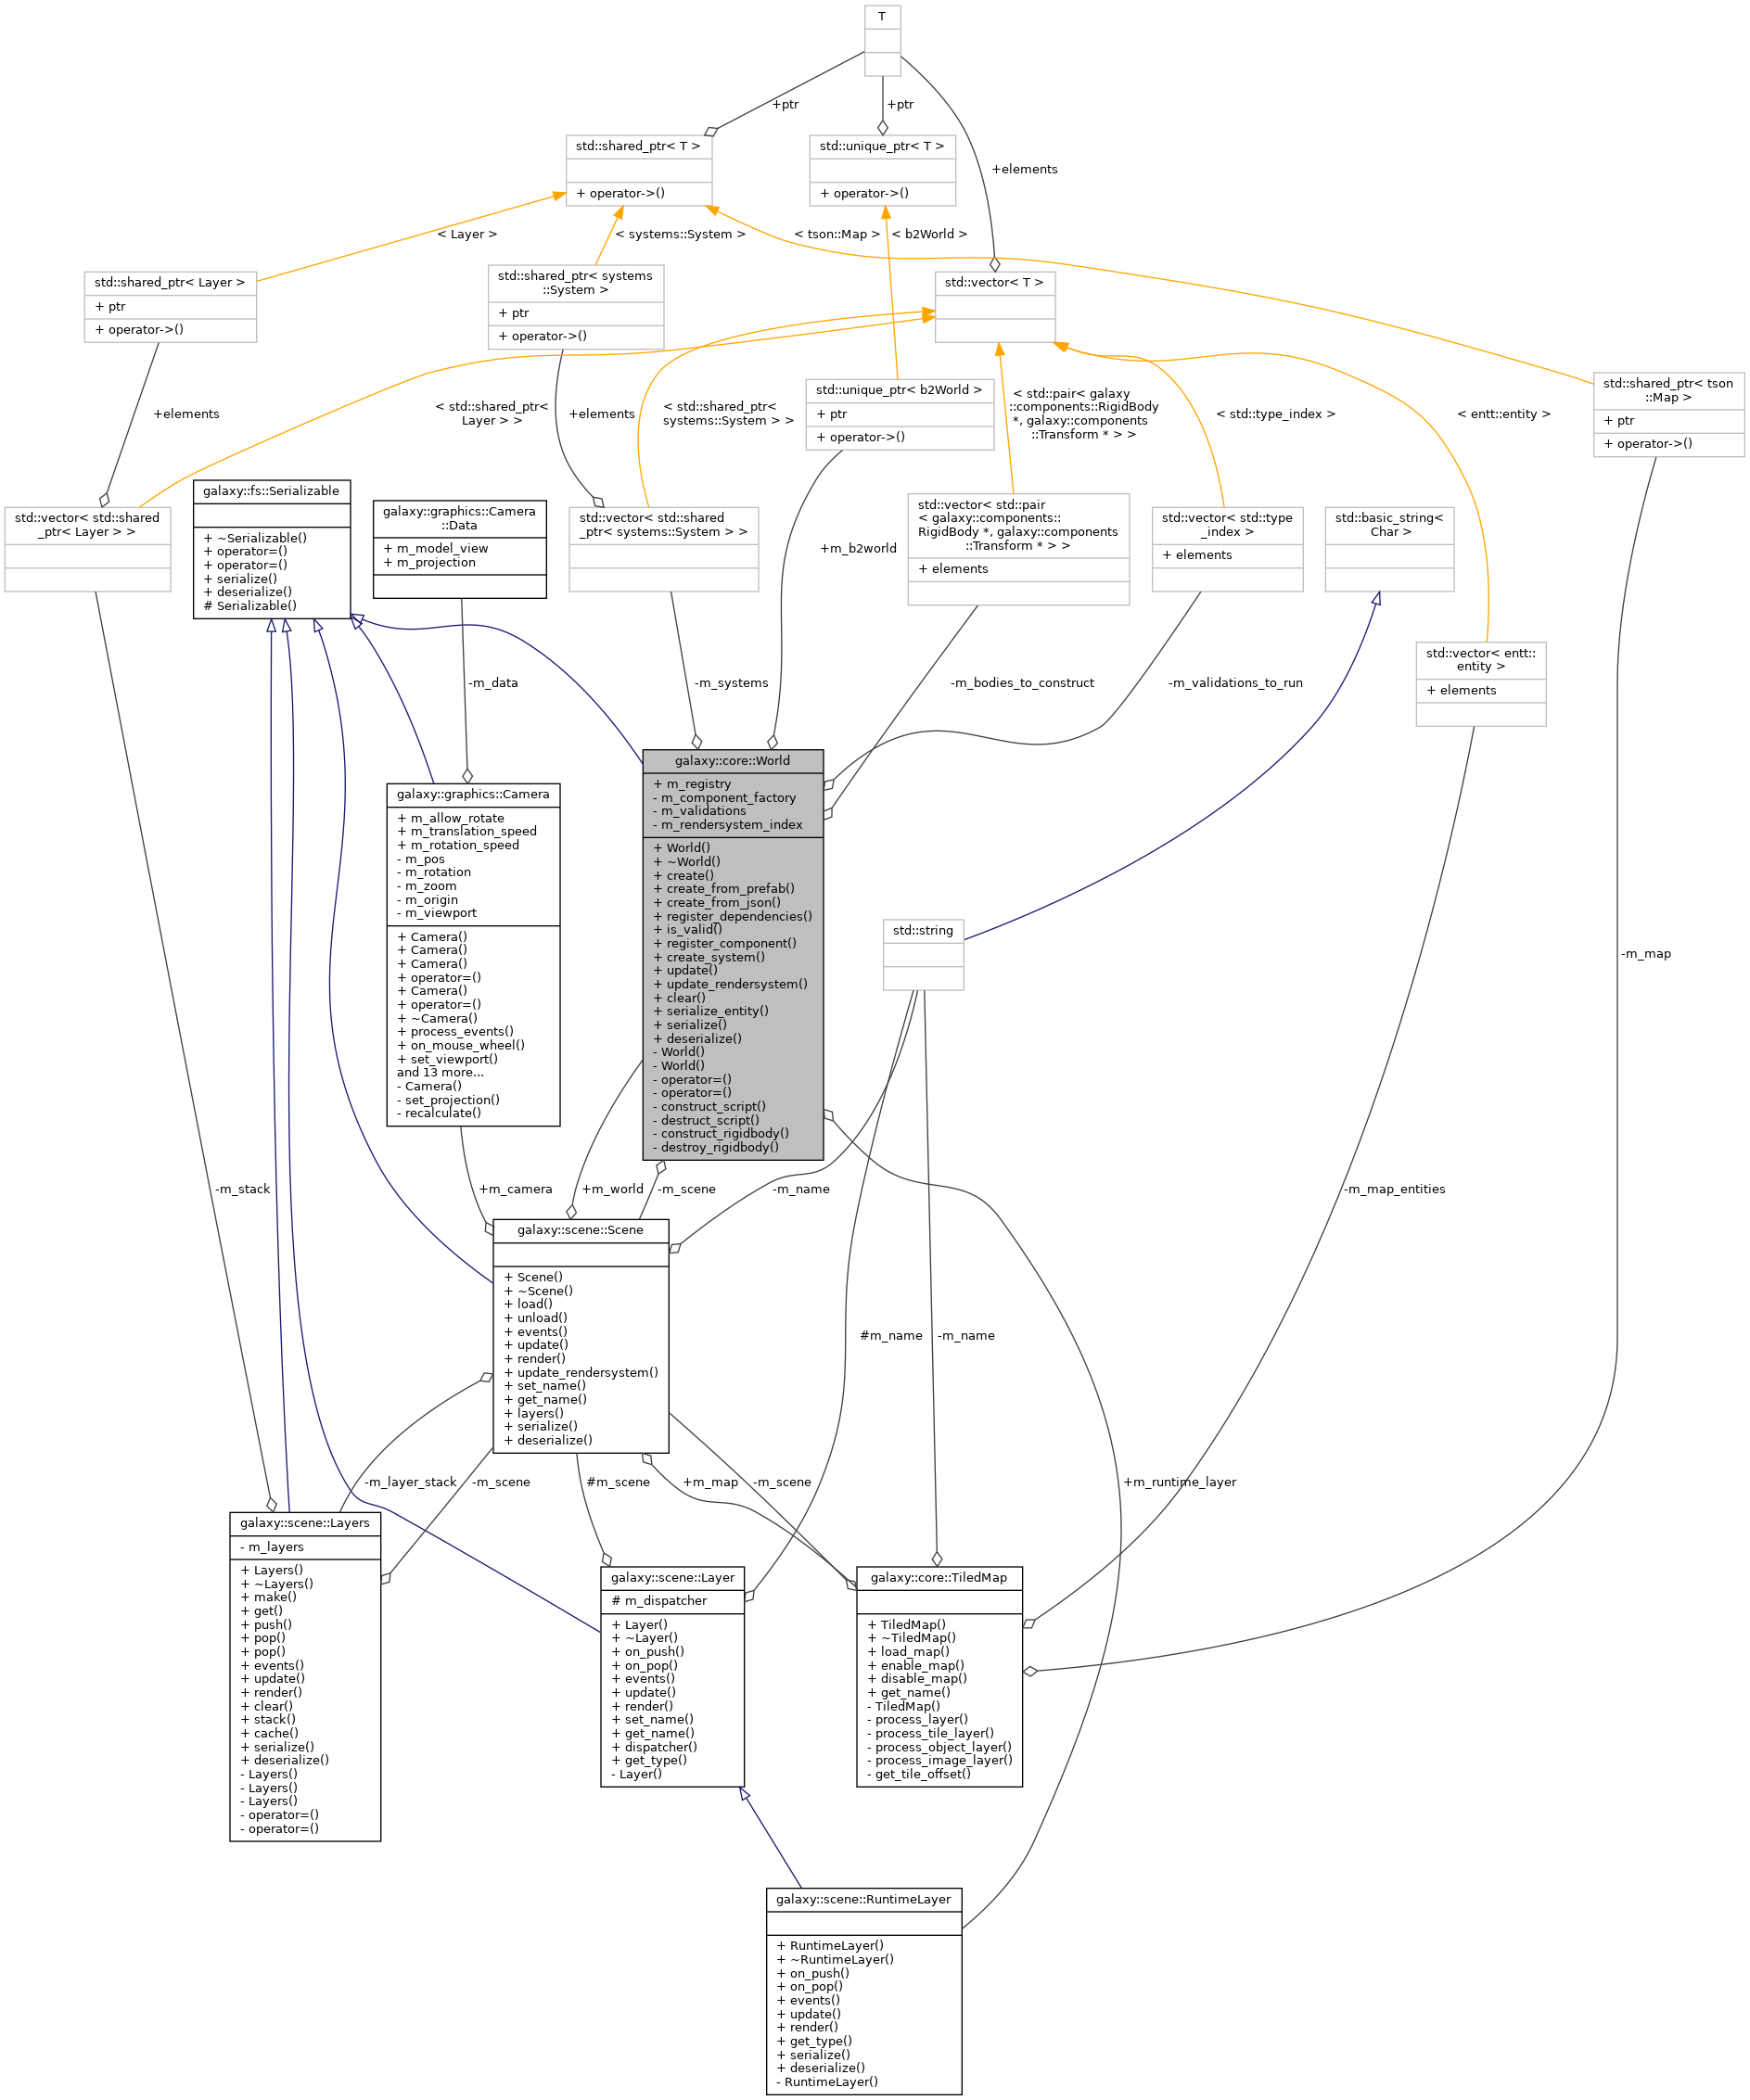 T
+ptr
+ptr
+elements
std::shared_ptr< T >
+ operator->()
std::unique_ptr< T >
+ operator->()
< Layer >
< systems::System >
< tson::Map >
< b2World >
std::shared_ptr< Layer >
+ ptr
+ operator->()
std::shared_ptr< systems
::System >
+ ptr
+ operator->()
std::vector< T >
std::unique_ptr< b2World >
+ ptr
+ operator->()
std::shared_ptr< tson
::Map >
+ ptr
+ operator->()
+elements
< std::shared_ptr<
Layer > >
+elements
< std::shared_ptr<
systems::System > >
< std::pair< galaxy
::components::RigidBody
*, galaxy::components
::Transform * > >
< std::type_index >
< entt::entity >
std::vector< std::shared
_ptr< Layer > >
galaxy::fs::Serializable
+ ~Serializable()
+ operator=()
+ operator=()
+ serialize()
+ deserialize()
# Serializable()
galaxy::graphics::Camera
::Data
+ m_model_view
+ m_projection
std::vector< std::shared
_ptr< systems::System > >
+m_b2world
std::vector< std::pair
< galaxy::components::
RigidBody *, galaxy::components
::Transform * > >
+ elements
std::vector< std::type
_index >
+ elements
std::basic_string<
Char >
std::vector< entt::
entity >
+ elements
-m_data
-m_systems
-m_bodies_to_construct
-m_validations_to_run
galaxy::graphics::Camera
+ m_allow_rotate
+ m_translation_speed
+ m_rotation_speed
- m_pos
- m_rotation
- m_zoom
- m_origin
- m_viewport
+ Camera()
+ Camera()
+ Camera()
+ operator=()
+ Camera()
+ operator=()
+ ~Camera()
+ process_events()
+ on_mouse_wheel()
+ set_viewport()
and 13 more...
- Camera()
- set_projection()
- recalculate()
galaxy::core::World
+ m_registry
- m_component_factory
- m_validations
- m_rendersystem_index
+ World()
+ ~World()
+ create()
+ create_from_prefab()
+ create_from_json()
+ register_dependencies()
+ is_valid()
+ register_component()
+ create_system()
+ update()
+ update_rendersystem()
+ clear()
+ serialize_entity()
+ serialize()
+ deserialize()
- World()
- World()
- operator=()
- operator=()
- construct_script()
- destruct_script()
- construct_rigidbody()
- destroy_rigidbody()
std::string
-m_map
-m_stack
+m_camera
+m_world
-m_scene
-m_name
-m_map_entities
galaxy::scene::Scene
+ Scene()
+ ~Scene()
+ load()
+ unload()
+ events()
+ update()
+ render()
+ update_rendersystem()
+ set_name()
+ get_name()
+ layers()
+ serialize()
+ deserialize()
#m_name
-m_name
-m_layer_stack
-m_scene
#m_scene
+m_map
-m_scene
+m_runtime_layer
galaxy::scene::Layers
- m_layers
+ Layers()
+ ~Layers()
+ make()
+ get()
+ push()
+ pop()
+ pop()
+ events()
+ update()
+ render()
+ clear()
+ stack()
+ cache()
+ serialize()
+ deserialize()
- Layers()
- Layers()
- Layers()
- operator=()
- operator=()
galaxy::scene::Layer
# m_dispatcher
+ Layer()
+ ~Layer()
+ on_push()
+ on_pop()
+ events()
+ update()
+ render()
+ set_name()
+ get_name()
+ dispatcher()
+ get_type()
- Layer()
galaxy::core::TiledMap
+ TiledMap()
+ ~TiledMap()
+ load_map()
+ enable_map()
+ disable_map()
+ get_name()
- TiledMap()
- process_layer()
- process_tile_layer()
- process_object_layer()
- process_image_layer()
- get_tile_offset()
galaxy::scene::RuntimeLayer
+ RuntimeLayer()
+ ~RuntimeLayer()
+ on_push()
+ on_pop()
+ events()
+ update()
+ render()
+ get_type()
+ serialize()
+ deserialize()
- RuntimeLayer()